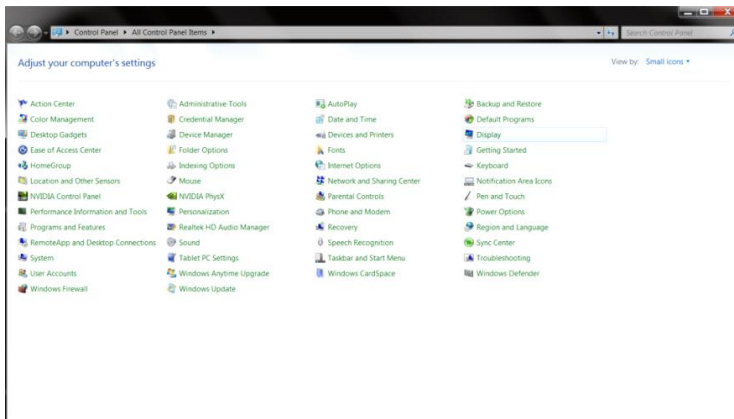 Control Panel All Control Panel Items Search Control Panel
Adjust your computer's settings View by: Small icons
Action Center Administrative Tools AutoPlay Backup and Restore
Color Management Credential Manager Date and Time Default Programs
Desktop Gadgets Device Manager Devices and Printers Display
Ease of Access Center Folder Options Fonts Getting Started
HomeGroup Indexing Options Internet Options Keyboard
Location and Other Sensors Mouse Network and Sharing Center Notification Area Icons
NVIDIA Control Panel NVIDIA PhysX Parental Controls Pen and Touch
Performance Information and Tools Personalization Phone and Modem Power Options
Programs and Features Realtek HD Audio Manager Recovery Region and Language
RemoteApp and Desktop Connections Sound Speech Recognition Sync Center
System Tablet PC Settings Taskbar and Start Menu Troubleshooting
User Accounts Windows Anytime Upgrade Windows CardSpace Windows Defender
Windows Firewall Windows Update